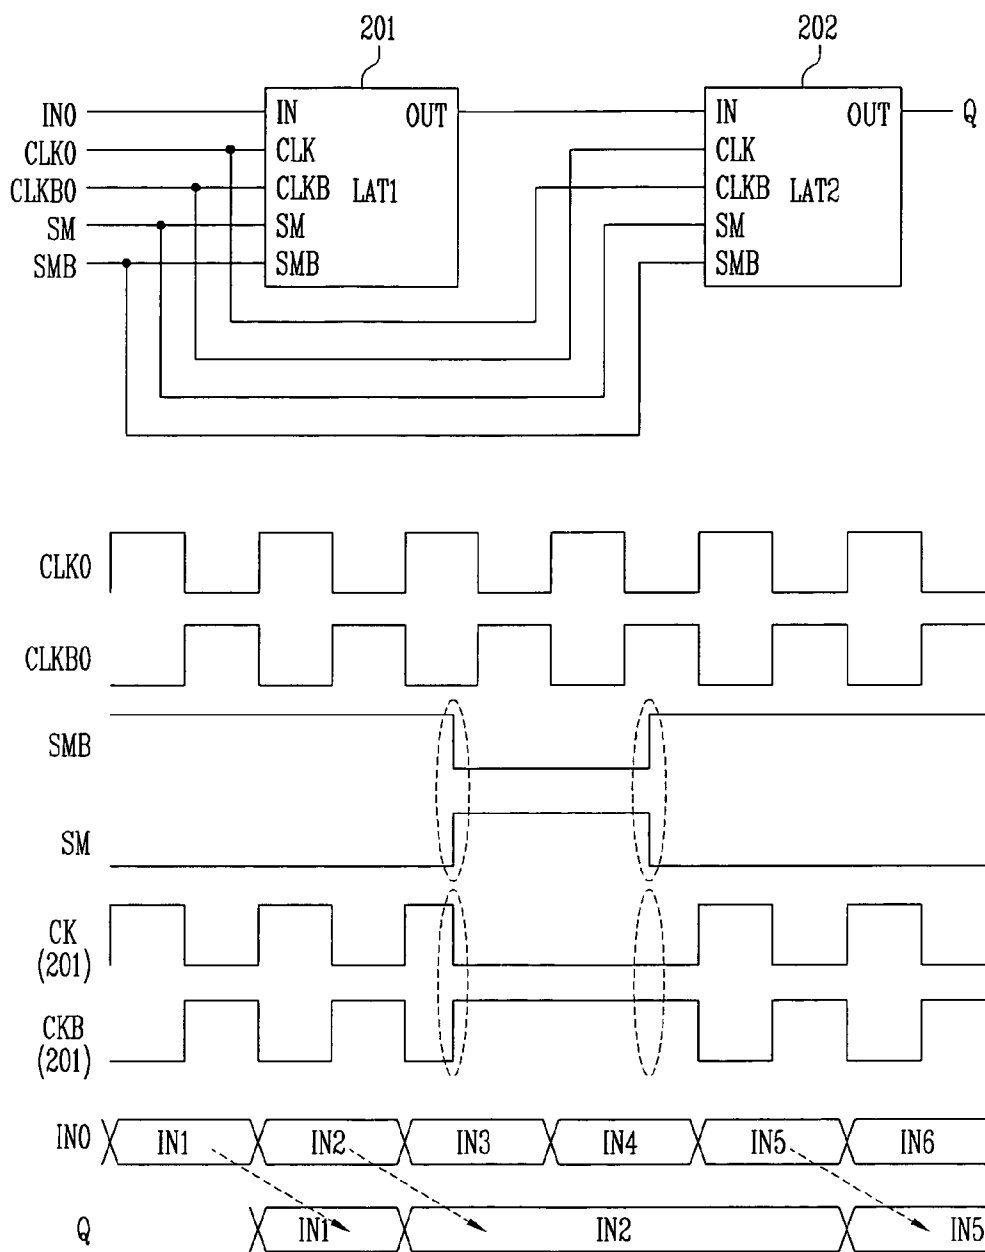 201
202
IN0
IN
OUT
IN
OUT
Q
CLK0
CLK
CLK
CLKB0
CLKB
LAT1
CLKB
LAT2
SM
SM
SM
SMB
SMB
SMB
CLK0
CLKB0
SMB
SM
CK
(201)
CKB
(201)
IN0
IN1
IN2
IN3
IN4
IN5
IN6
Q
IN1
IN2
IN5